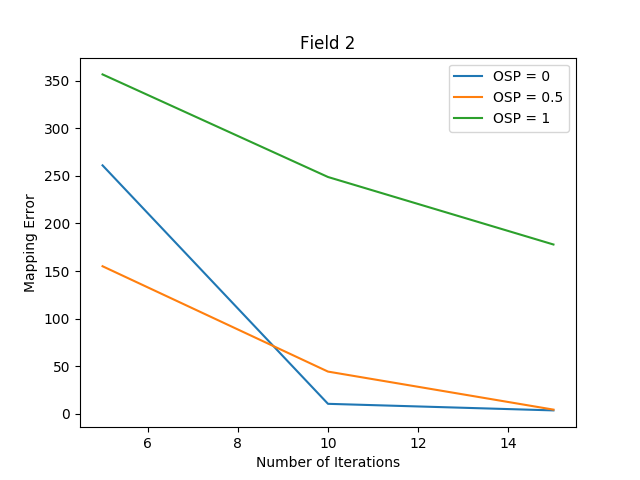 Field 2
OSP = 0
OSP = 0.5
OSP = 1
Mapping Error
350
300
250
200
150
100
50
0
6 8 10 12 14
Number of Iterations